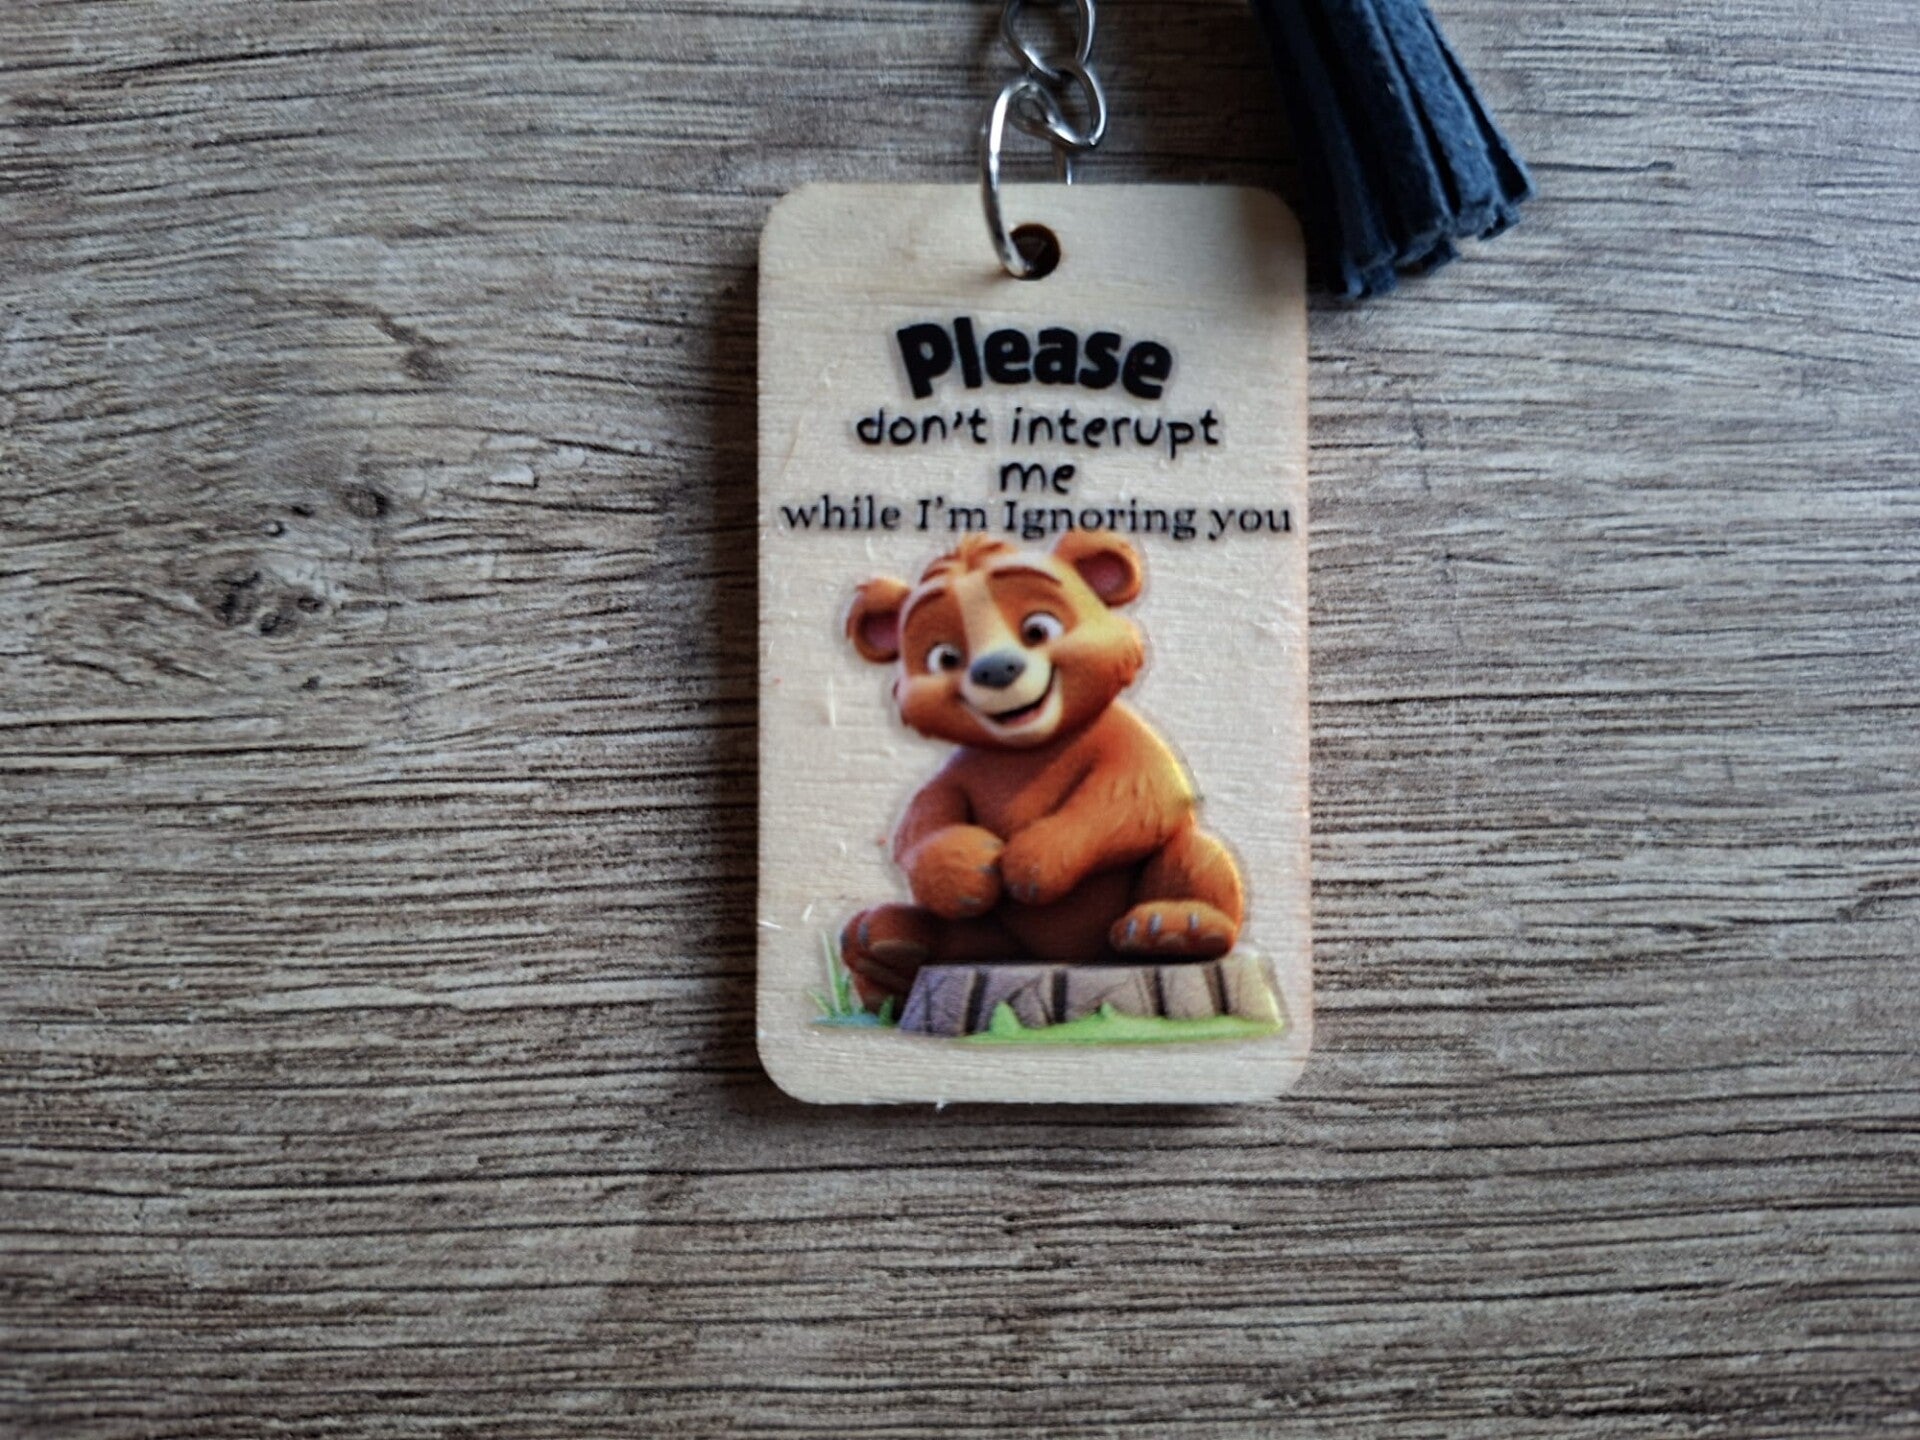 Please
don't interupt
me
while I'm Ignoring you